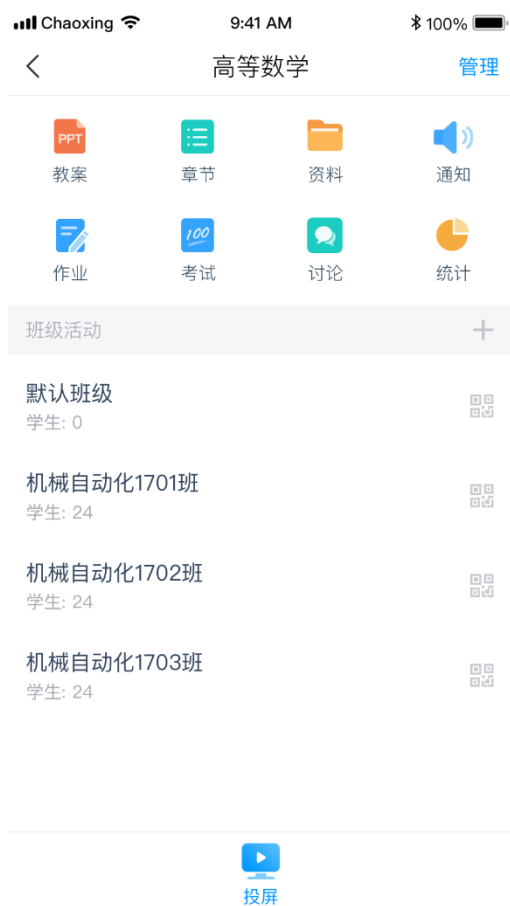 Chaoxing 9:41 AM 100%
高等数学 管理
PPT
教案 章节 资料 通知
100
作业 考试 讨论 统计
班级活动
默认班级
学生: 0
机械自动化1701班
学生: 24
机械自动化1702班
学生: 24
机械自动化1703班
学生: 24
投屏